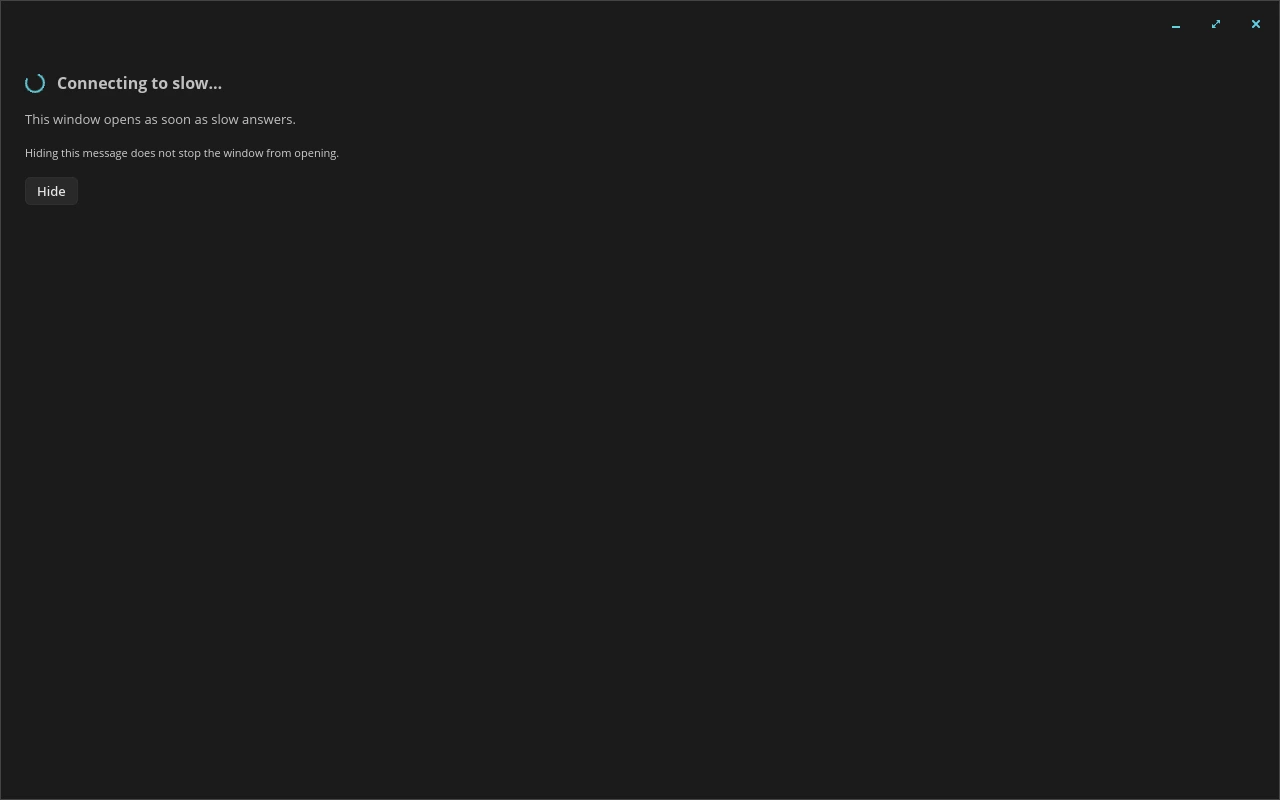 Connecting to slow...
This window opens as soon as slow answers.
Hiding this message does not stop the window from opening.
Hide